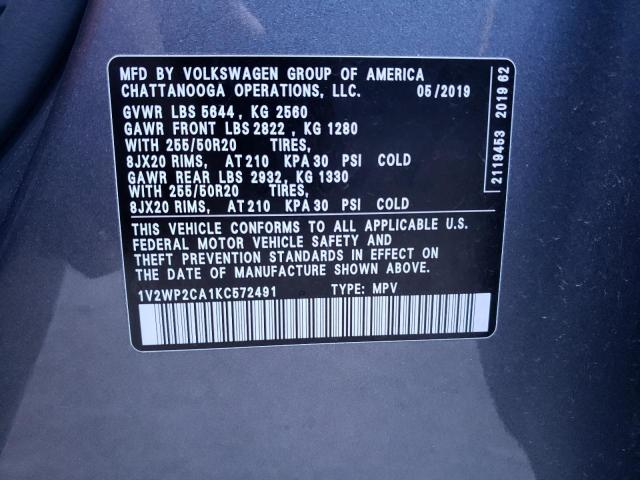 MFD BY VOLKSWAGEN GROUP OF AMERICA
CHATTANOOGA OPERATIONS, LLC. 05/2019
GVWR LBS 5644, KG 2560
GAWR FRONT LBS 2822, KG 1280
WITH 255/50R20 TIRES,
8JX20 RIMS, AT 210 KPA 30 PSI COLD
GAWR REAR LBS 2932, KG 1330
WITH 255/50R20 TIRES,
8JX20 RIMS, AT 210 KPA 30 PSI COLD
THIS VEHICLE CONFORMS TO ALL APPLICABLE U.S.
FEDERAL MOTOR VEHICLE SAFETY AND
THEFT PREVENTION STANDARDS IN EFFECT ON
THE DATE OF MANUFACTURE SHOWN ABOVE.
1V2WP2CA1KC572491 TYPE: MPV
2119453 2019 62